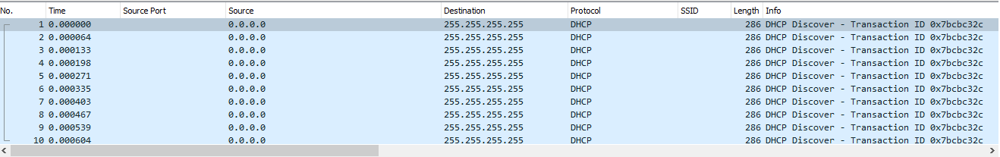 No. Time Source Port Source Destination Protocol SSID Length Info
1 0.000000 0.0.0.0 255.255.255.255 DHCP 286 DHCP Discover - Transaction ID 0x7bcbc32c
2 0.000064 0.0.0.0 255.255.255.255 DHCP 286 DHCP Discover - Transaction ID 0x7bcbc32c
3 0.000133 0.0.0.0 255.255.255.255 DHCP 286 DHCP Discover - Transaction ID 0x7bcbc32c
4 0.000198 0.0.0.0 255.255.255.255 DHCP 286 DHCP Discover - Transaction ID 0x7bcbc32c
5 0.000271 0.0.0.0 255.255.255.255 DHCP 286 DHCP Discover - Transaction ID 0x7bcbc32c
6 0.000335 0.0.0.0 255.255.255.255 DHCP 286 DHCP Discover - Transaction ID 0x7bcbc32c
7 0.000403 0.0.0.0 255.255.255.255 DHCP 286 DHCP Discover - Transaction ID 0x7bcbc32c
8 0.000467 0.0.0.0 255.255.255.255 DHCP 286 DHCP Discover - Transaction ID 0x7bcbc32c
9 0.000539 0.0.0.0 255.255.255.255 DHCP 286 DHCP Discover - Transaction ID 0x7bcbc32c
10 0.000604 0.0.0.0 255.255.255.255 DHCP 286 DHCP Discover - Transaction ID 0x7bcbc32c